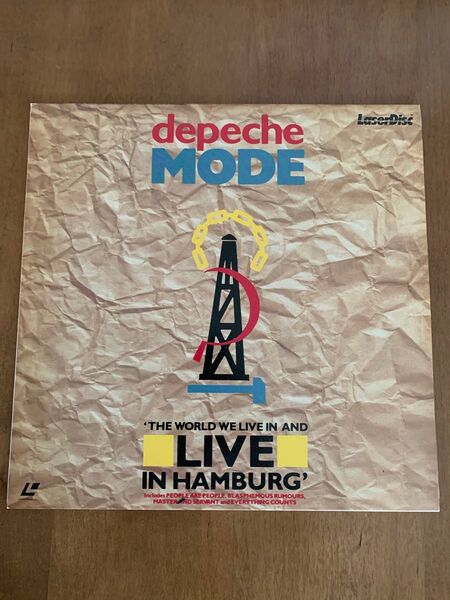 depeche
MODE
LaserDisc
'THE WORLD WE LIVE IN AND
LIVE
IN HAMBURG'
Includes PEOPLE ARE PEOPLE, BLASPHEMOUS RUMOURS,
MASTER AND SERVANT and EVERYTHING COUNTS